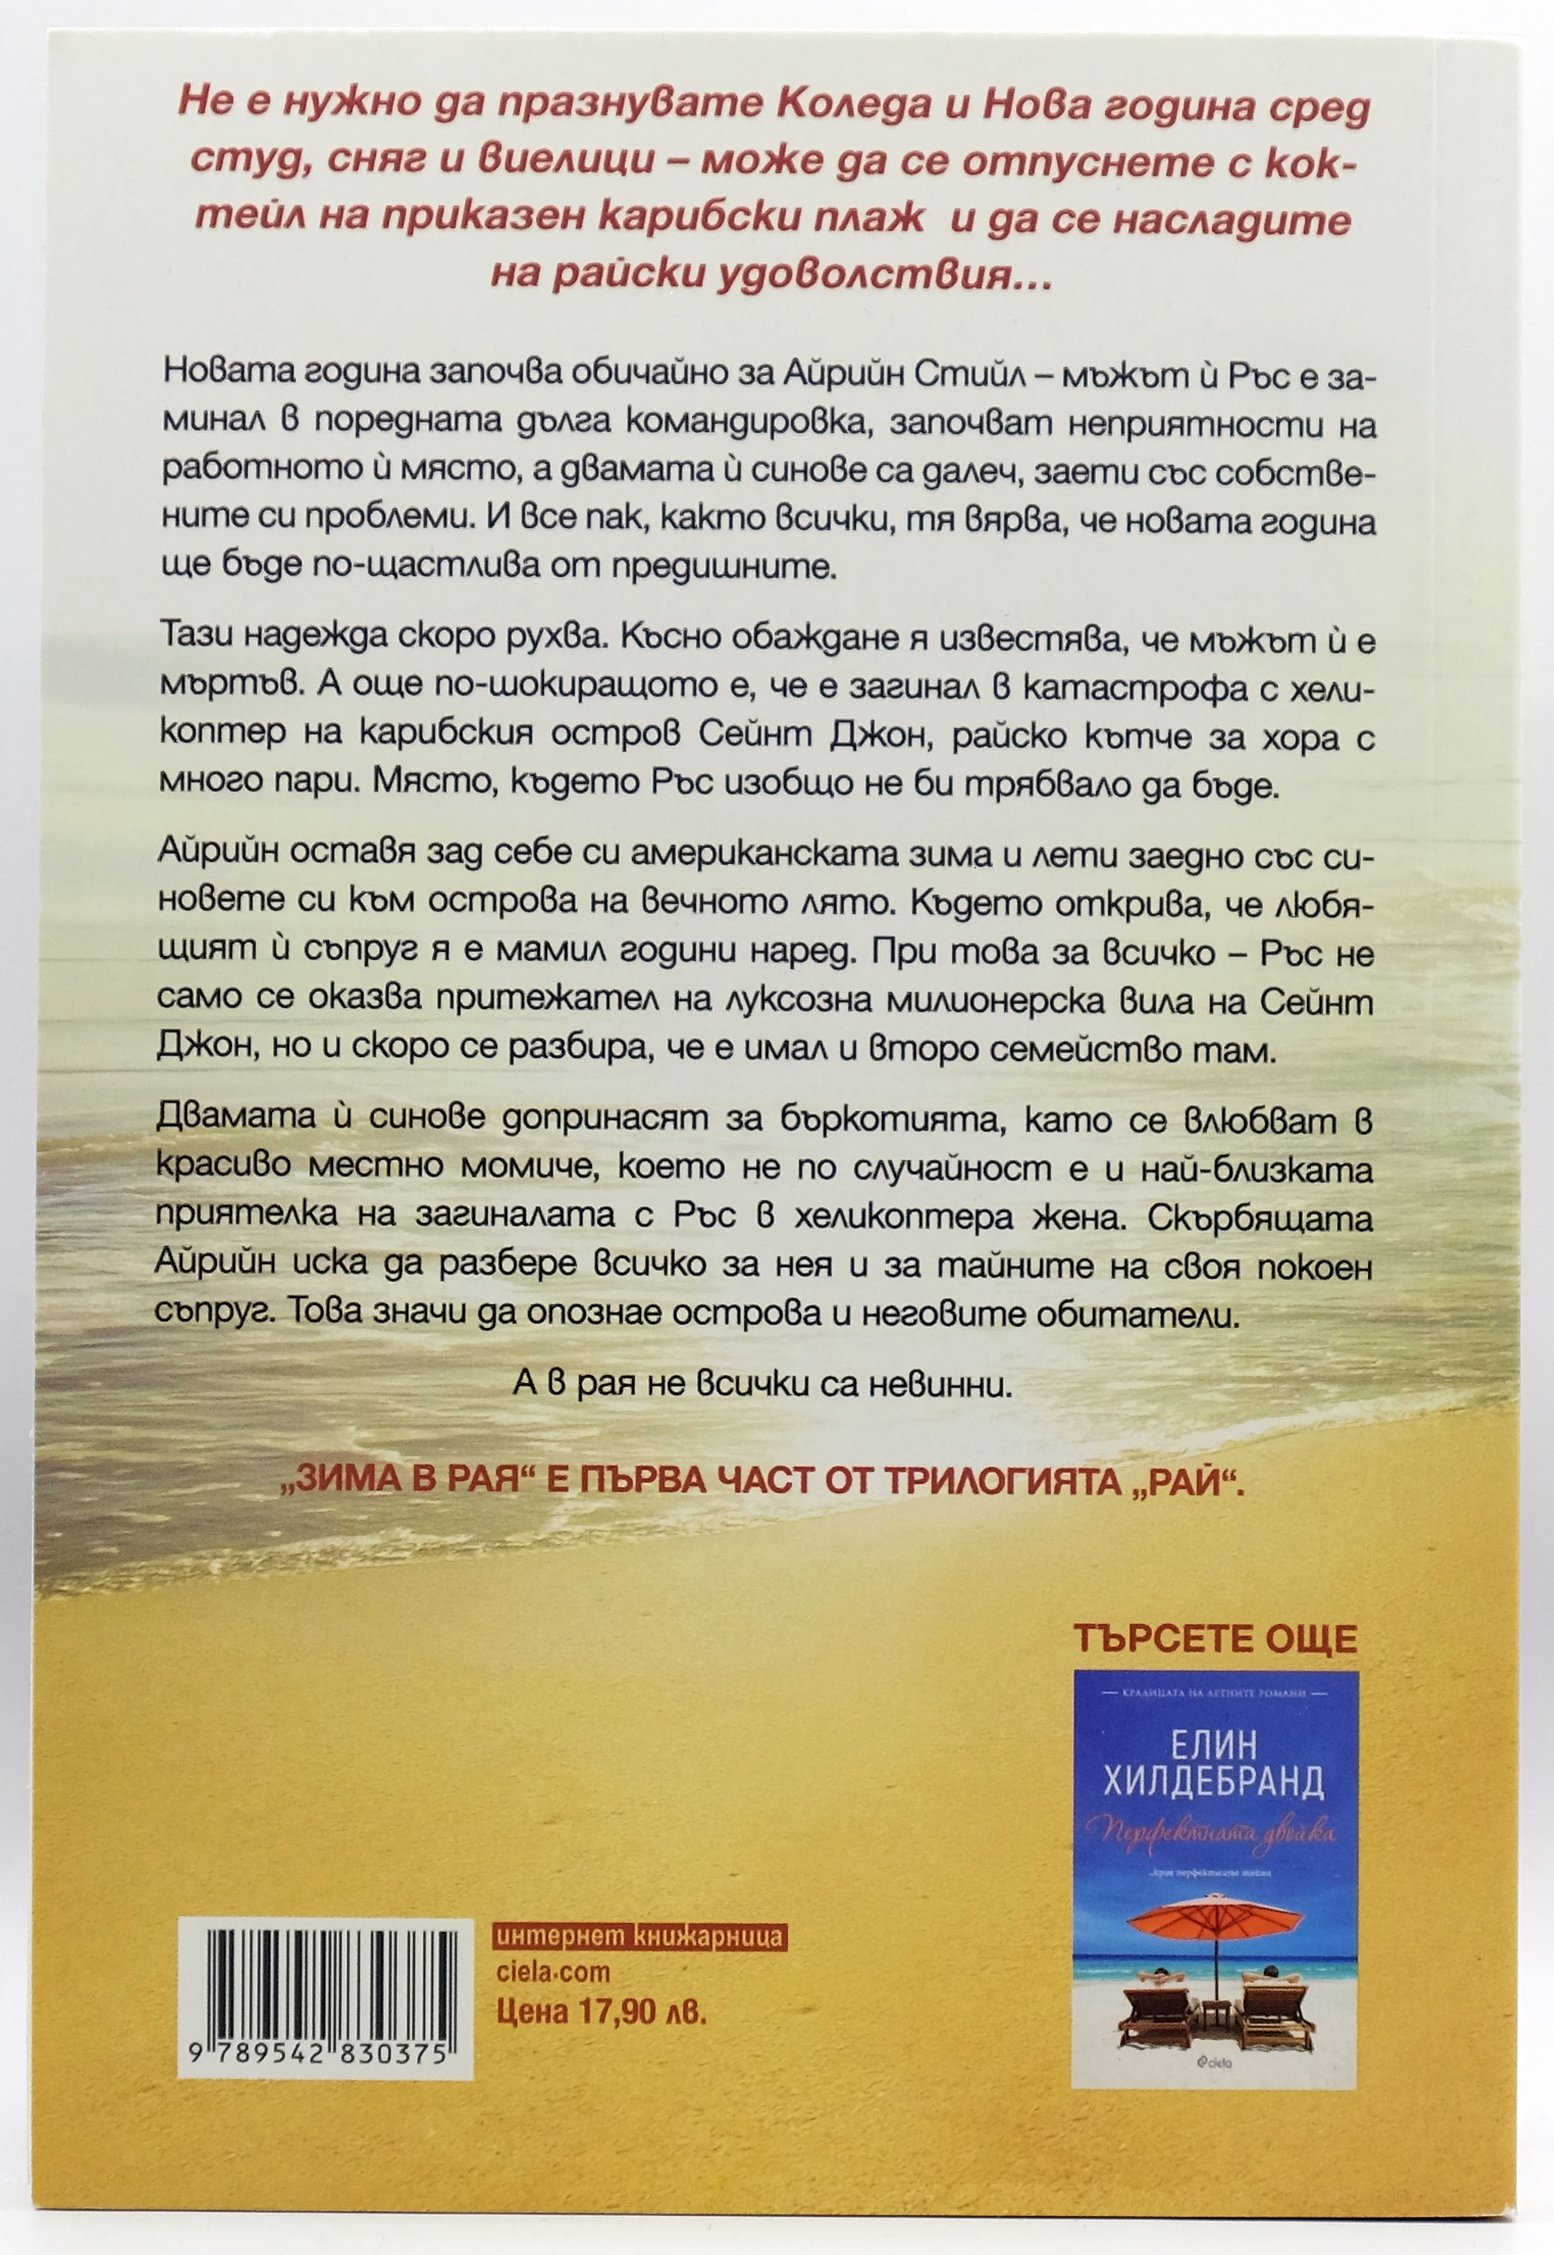 Не е нужно да празнувате Коледа и Нова година сред
студ, сняг и виелици – може да се отпуснете с кок-
тейл на приказен карибски плаж и да се насладите
на райски удоволствия...
Новата година започва обичайно за Айрийн Стийл – мъжът ѝ Ръс е за-
минал в поредната дълга командировка, започват неприятности на
работното ѝ място, а двамата ѝ синове са далеч, заети със собстве-
ните си проблеми. И все пак, както всички, тя вярва, че новата година
ще бъде по-щастлива от предишните.
Тази надежда скоро рухва. Късно обаждане я известява, че мъжът ѝ е
мъртъв. А още по-шокиращото е, че е загинал в катастрофа с хели-
коптер на карибския остров Сейнт Джон, райско кътче за хора с
много пари. Място, където Ръс изобщо не би трябвало да бъде.
Айрийн оставя зад себе си американската зима и лети заедно със си-
новете си към острова на вечното лято. Където открива, че любя-
щият ѝ съпруг я е мамил години наред. При това за всичко – Ръс не
само се оказва притежател на луксозна милионерска вила на Сейнт
Джон, но и скоро се разбира, че е имал и второ семейство там.
Двамата ѝ синове допринасят за бъркотията, като се влюбват в
красиво местно момиче, което не по случайност е и най-близката
приятелка на загиналата с Ръс в хеликоптера жена. Скърбящата
Айрийн иска да разбере всичко за нея и за тайните на своя покоен
съпруг. Това значи да опознае острова и неговите обитатели.
А в рая не всички са невинни.
„ЗИМА В РАЯ“ Е ПЪРВА ЧАСТ ОТ ТРИЛОГИЯТА „РАЙ“.
ТЪРСЕТЕ ОЩЕ
— КРАЛИЦАТА НА ЛЕТНИТЕ РОМАНИ —
ЕЛИН
ХИЛДЕБРАНД
Перфектната двойка
ciela
интернет книжарница
ciela.com
Цена 17,90 лв.
9 789542 830375